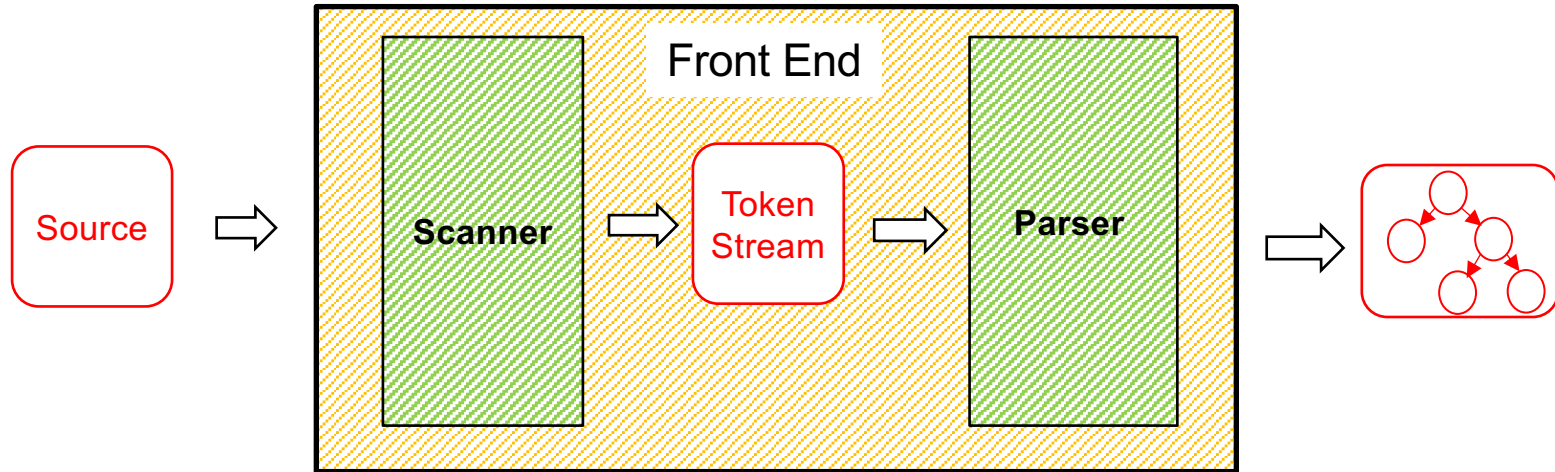 Front End
Source
Scanner
Token
Stream
Parser